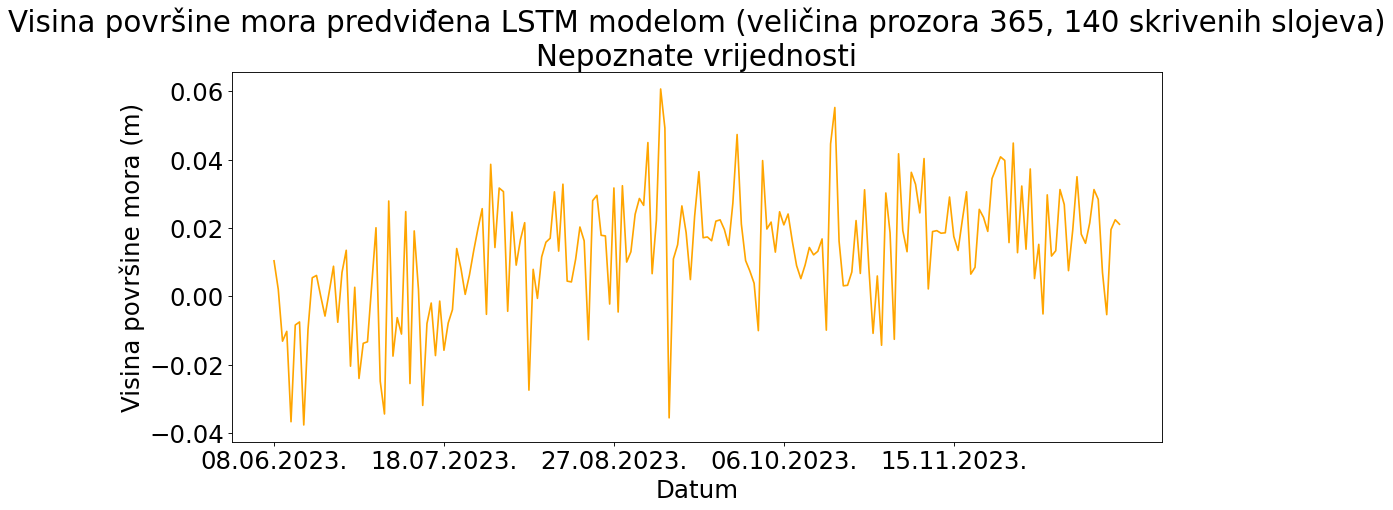 Visina površine mora predviđena LSTM modelom (veličina prozora 365, 140 skrivenih slojeva)
Nepoznate vrijednosti
Visina površine mora (m)
0.06
0.04
0.02
0.00
−0.02
−0.04
08.06.2023. 18.07.2023. 27.08.2023. 06.10.2023. 15.11.2023.
Datum